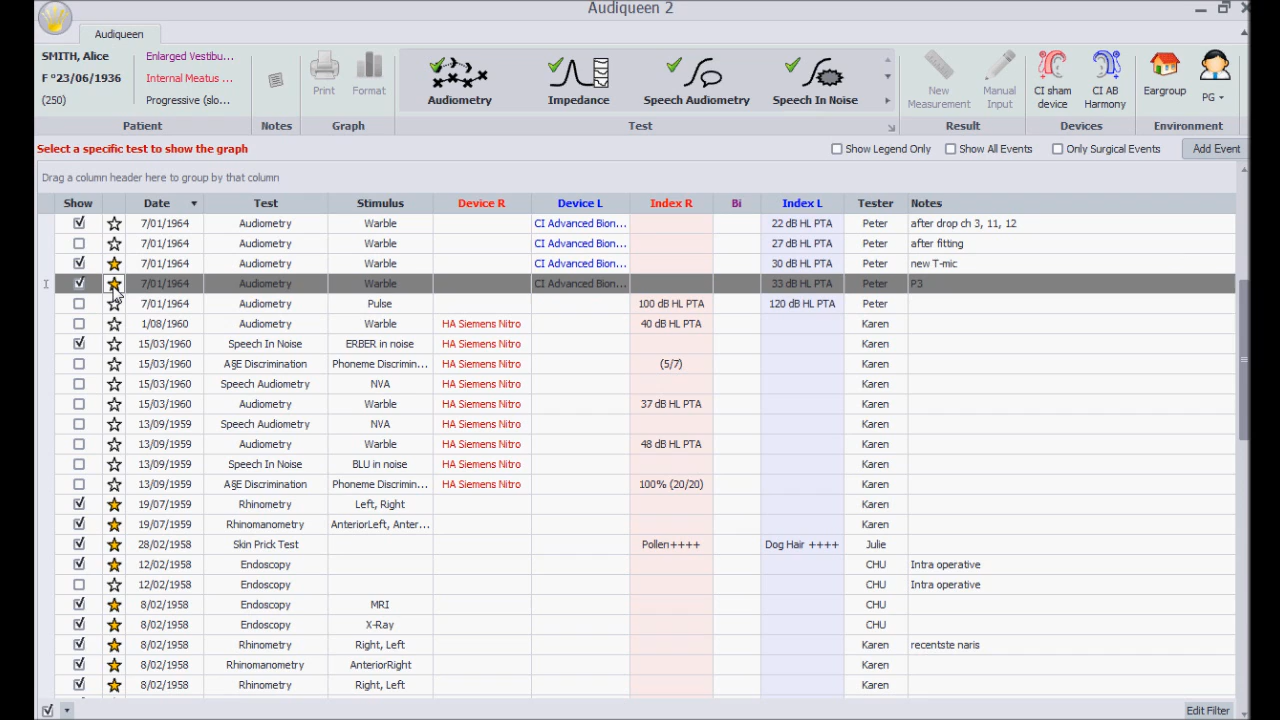 Audiqueen 2
Audiqueen
SMITH, Alice
F °23/06/1936
(250)
Enlarged Vestibu...
Internal Meatus ...
Progressive (slo...
Print
Format
Audiometry
Impedance
Speech Audiometry
Speech In Noise
New Measurement
Manual Input
CI sham device
CI AB Harmony
Eargroup
PG
Patient Notes Graph Test Result Devices Environment
Select a specific test to show the graph
Show Legend Only
Show All Events
Only Surgical Events
Add Event
Drag a column header here to group by that column
Show Date Test Stimulus Device R Device L Index R Bi Index L Tester Notes
7/01/1964 Audiometry Warble CI Advanced Bion... 22 dB HL PTA Peter after drop ch 3, 11, 12
7/01/1964 Audiometry Warble CI Advanced Bion... 27 dB HL PTA Peter after fitting
7/01/1964 Audiometry Warble CI Advanced Bion... 30 dB HL PTA Peter new T-mic
7/01/1964 Audiometry Warble CI Advanced Bion... 33 dB HL PTA Peter P3
7/01/1964 Audiometry Pulse 100 dB HL PTA 120 dB HL PTA Peter
1/08/1960 Audiometry Warble HA Siemens Nitro 40 dB HL PTA Karen
15/03/1960 Speech In Noise ERBER in noise HA Siemens Nitro Karen
15/03/1960 A§E Discrimination Phoneme Discrimin... HA Siemens Nitro (5/7) Karen
15/03/1960 Speech Audiometry NVA HA Siemens Nitro Karen
15/03/1960 Audiometry Warble HA Siemens Nitro 37 dB HL PTA Karen
13/09/1959 Speech Audiometry NVA HA Siemens Nitro Karen
13/09/1959 Audiometry Warble HA Siemens Nitro 48 dB HL PTA Karen
13/09/1959 Speech In Noise BLU in noise HA Siemens Nitro Karen
13/09/1959 A§E Discrimination Phoneme Discrimin... HA Siemens Nitro 100% (20/20) Karen
19/07/1959 Rhinometry Left, Right Karen
19/07/1959 Rhinomanometry AnteriorLeft, Anter... Karen
28/02/1958 Skin Prick Test Pollen++++ Dog Hair ++++ Julie
12/02/1958 Endoscopy CHU Intra operative
12/02/1958 Endoscopy CHU Intra operative
8/02/1958 Endoscopy MRI CHU
8/02/1958 Endoscopy X-Ray CHU
8/02/1958 Rhinometry Right, Left Karen recentste naris
8/02/1958 Rhinomanometry AnteriorRight Karen
8/02/1958 Rhinometry Right, Left Karen
Edit Filter